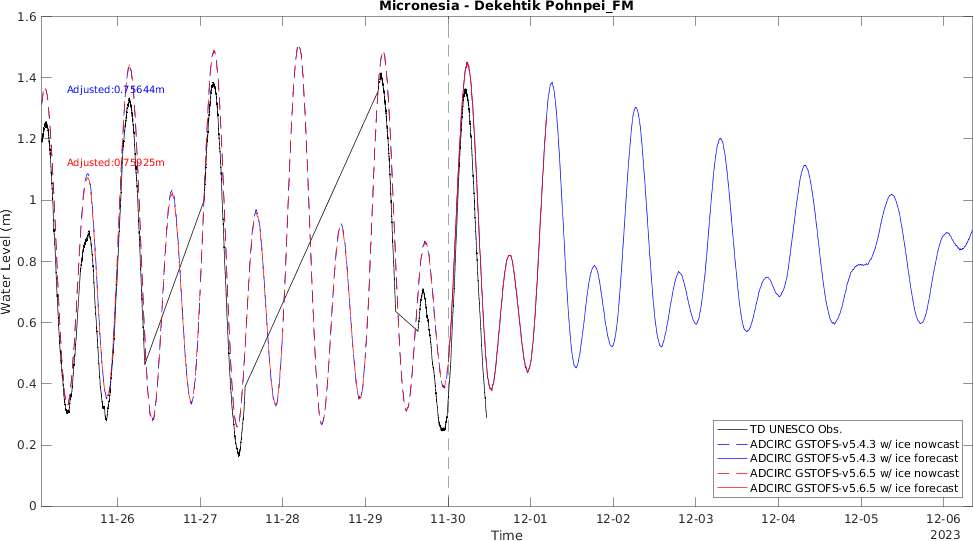 Micronesia - Dekehtik Pohnpei_FM
1.6
1.4
1.2
1
0.8
0.6
0.4
0.2
0
Water Level (m)
Adjusted:0.75644m
Adjusted:0.75925m
TD UNESCO Obs.
ADCIRC GSTOFS-v5.4.3 w/ ice nowcast
ADCIRC GSTOFS-v5.4.3 w/ ice forecast
ADCIRC GSTOFS-v5.6.5 w/ ice nowcast
ADCIRC GSTOFS-v5.6.5 w/ ice forecast
11-26 11-27 11-28 11-29 11-30 12-01 12-02 12-03 12-04 12-05 12-06
2023
Time